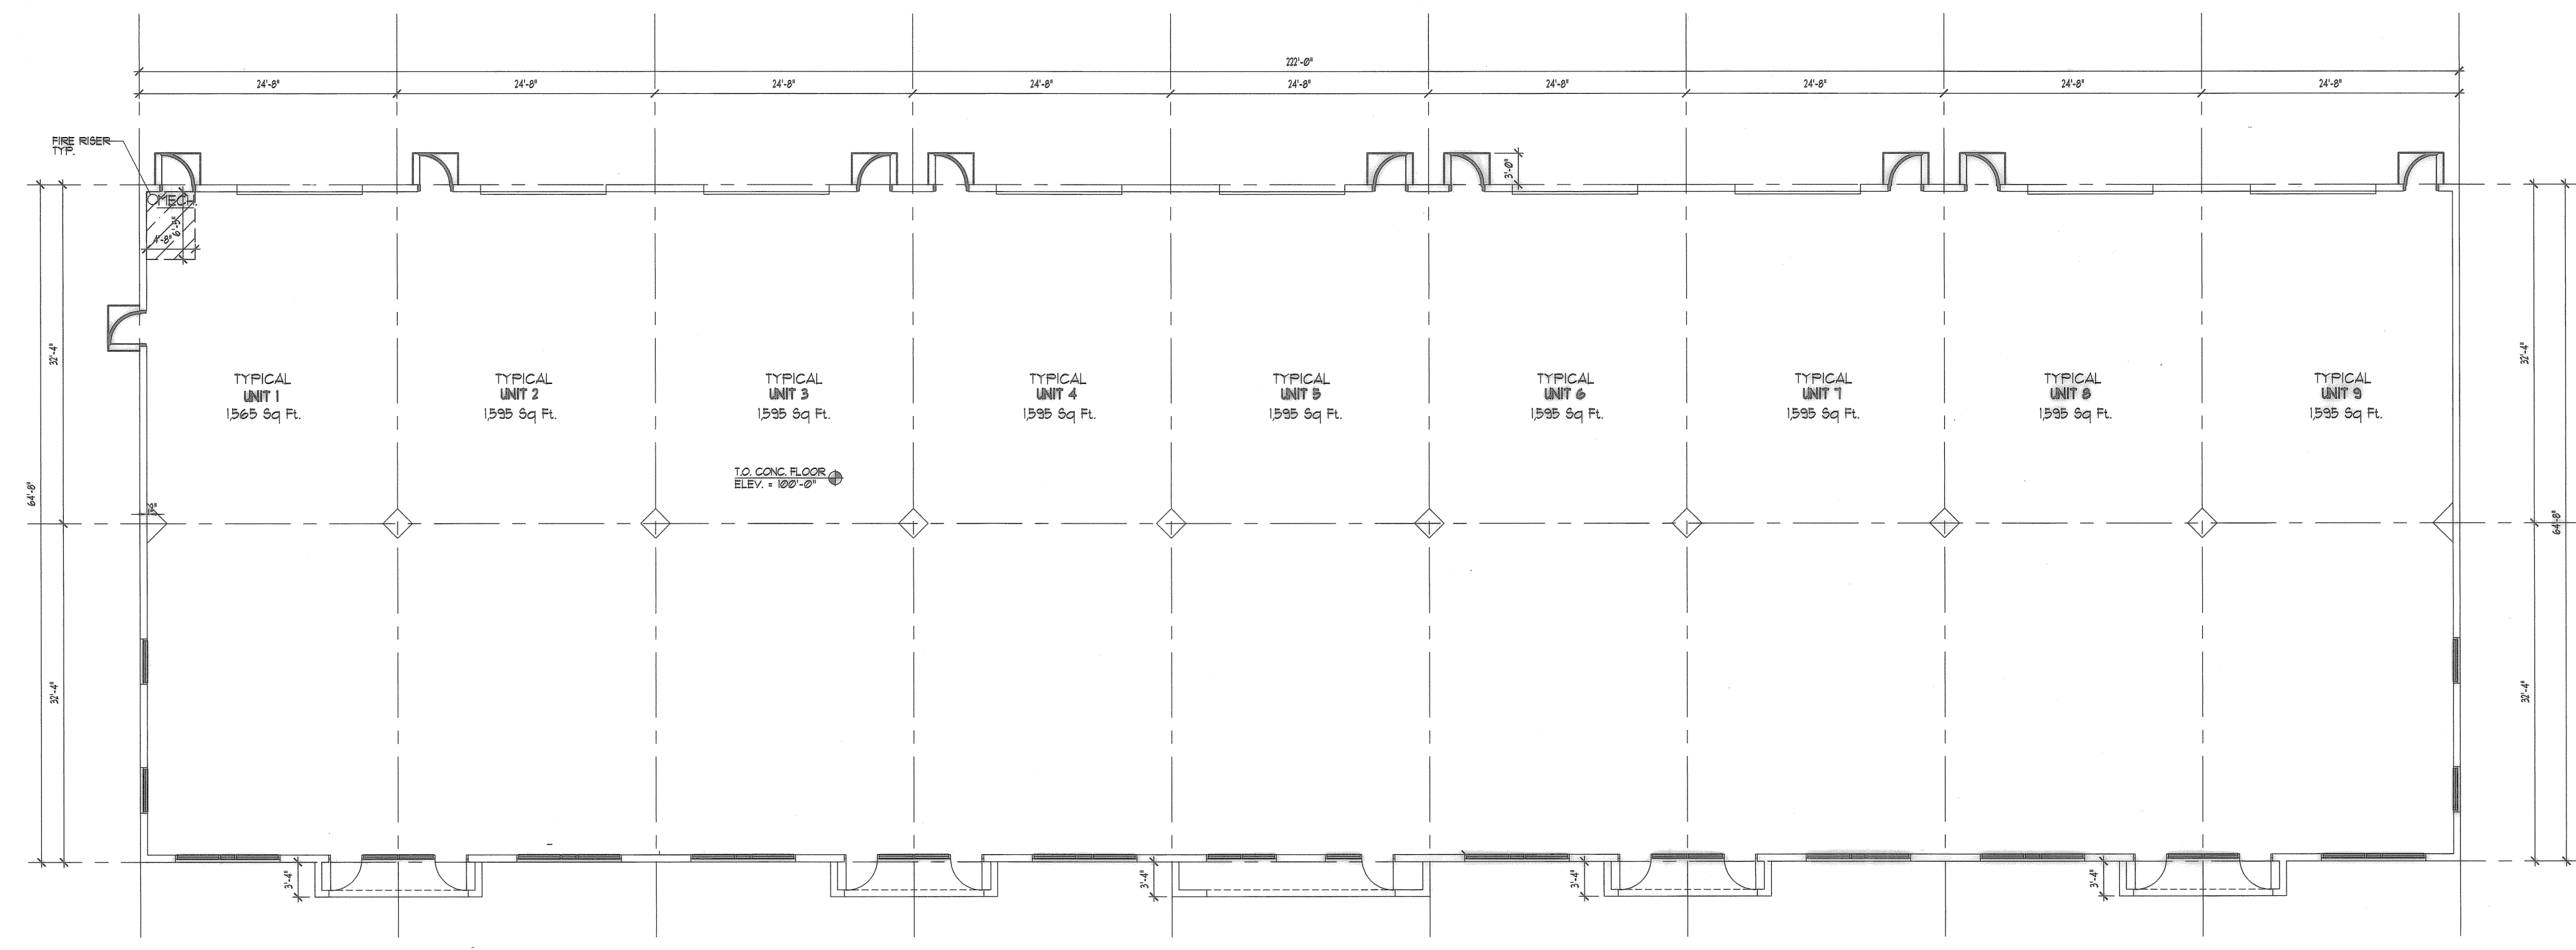 222'-0"
24'-8"
24'-8"
24'-8"
24'-8"
24'-8"
24'-8"
24'-8"
24'-8"
24'-8"
FIRE RISER
TYP.
3'-0"
MECH.
6'-5"
4'-8"
32'-4"
32'-4"
TYPICAL
UNIT 1
1,565 Sq Ft.
TYPICAL
UNIT 2
1,595 Sq Ft.
TYPICAL
UNIT 3
1,595 Sq Ft.
TYPICAL
UNIT 4
1,595 Sq Ft.
TYPICAL
UNIT 5
1,595 Sq Ft.
TYPICAL
UNIT 6
1,595 Sq Ft.
TYPICAL
UNIT 7
1,595 Sq Ft.
TYPICAL
UNIT 8
1,595 Sq Ft.
TYPICAL
UNIT 9
1,595 Sq Ft.
T.O. CONC. FLOOR
ELEV. = 100'-0"
64'-8"
64'-8"
32'-4"
32'-4"
3'-4"
3'-4"
3'-4"
3'-4"